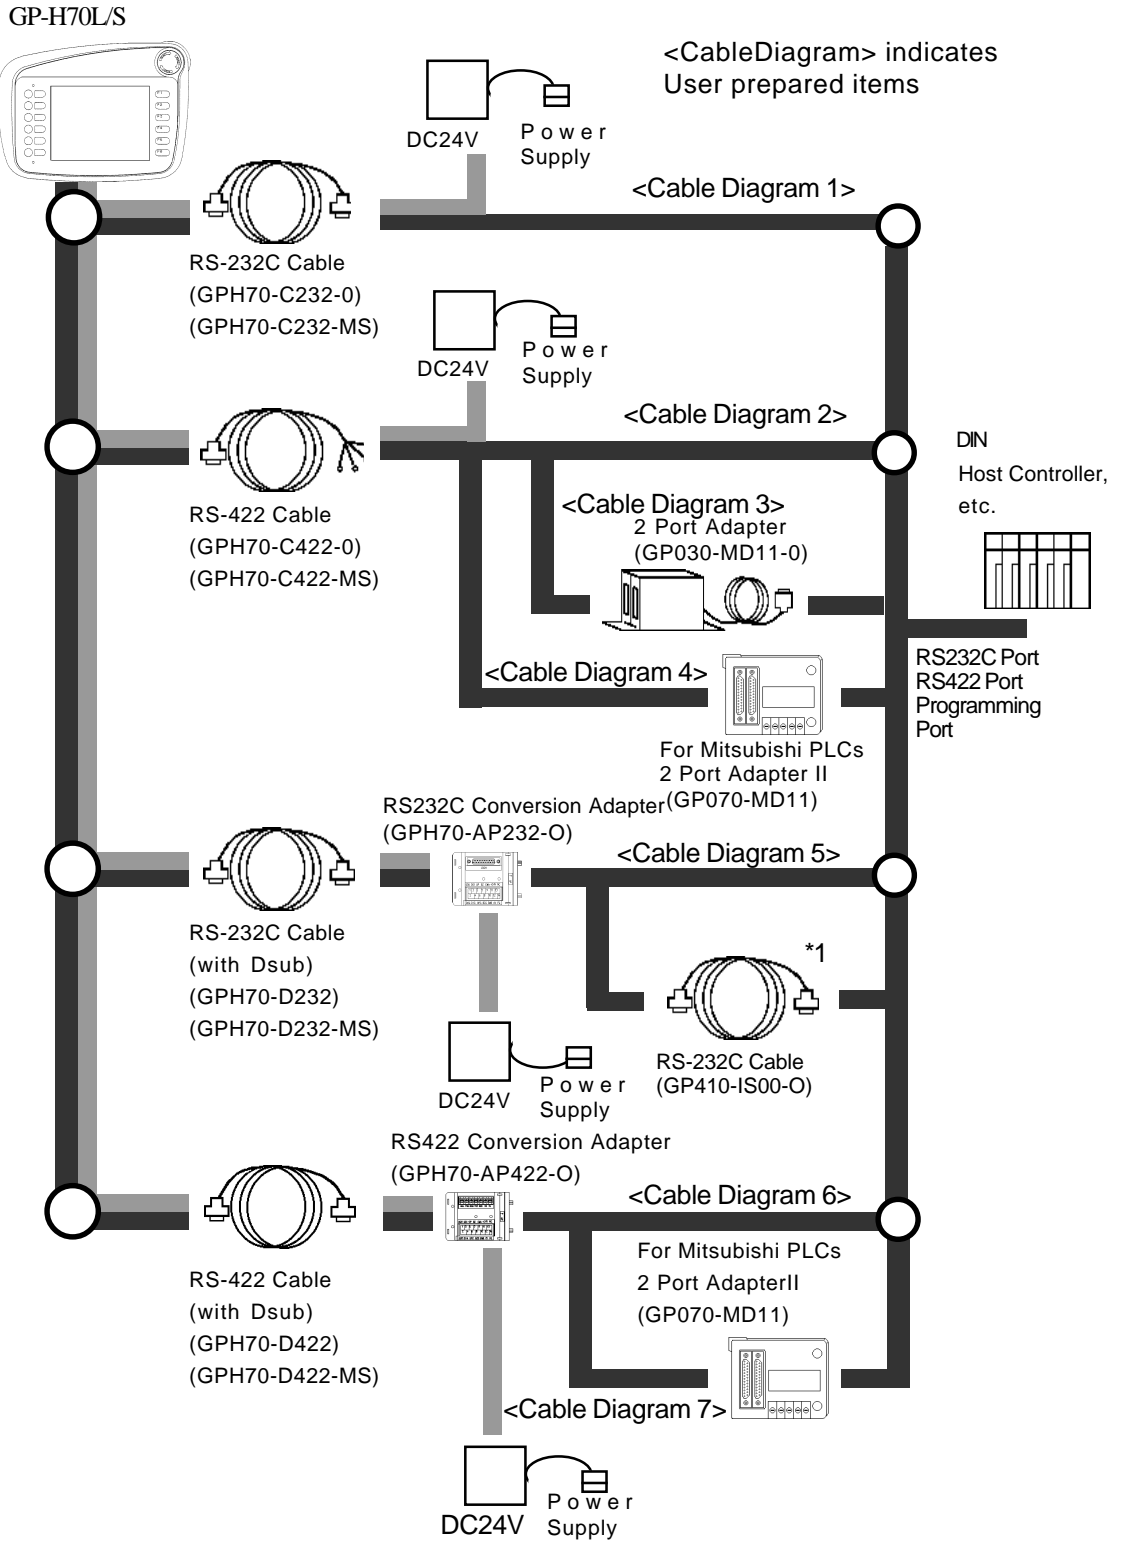 GP-H70L/S
<CableDiagram> indicates
User prepared items
DC24V
Power
Supply
<Cable Diagram 1>
RS-232C Cable
(GPH70-C232-0)
(GPH70-C232-MS)
DC24V
Power
Supply
<Cable Diagram 2>
DIN
Host Controller,
etc.
RS-422 Cable
(GPH70-C422-0)
(GPH70-C422-MS)
<Cable Diagram 3>
2 Port Adapter
(GP030-MD11-0)
RS232C Port
RS422 Port
Programming
Port
<Cable Diagram 4>
For Mitsubishi PLCs
2 Port Adapter II
(GP070-MD11)
RS232C Conversion Adapter
(GPH70-AP232-O)
<Cable Diagram 5>
RS-232C Cable
(with Dsub)
(GPH70-D232)
(GPH70-D232-MS)
*1
RS-232C Cable
(GP410-IS00-O)
DC24V
Power
Supply
RS422 Conversion Adapter
(GPH70-AP422-O)
<Cable Diagram 6>
For Mitsubishi PLCs
2 Port AdapterII
(GP070-MD11)
RS-422 Cable
(with Dsub)
(GPH70-D422)
(GPH70-D422-MS)
<Cable Diagram 7>
DC24V
Power
Supply